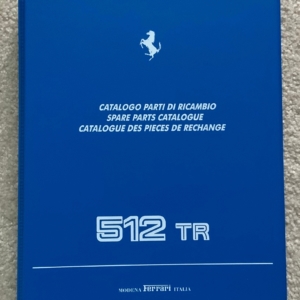 CATALOGO PARTI DI RICAMBIO
SPARE PARTS CATALOGUE
CATALOGUE DES PIECES DE RECHANGE
512 TR
MODENA Ferrari ITALIA